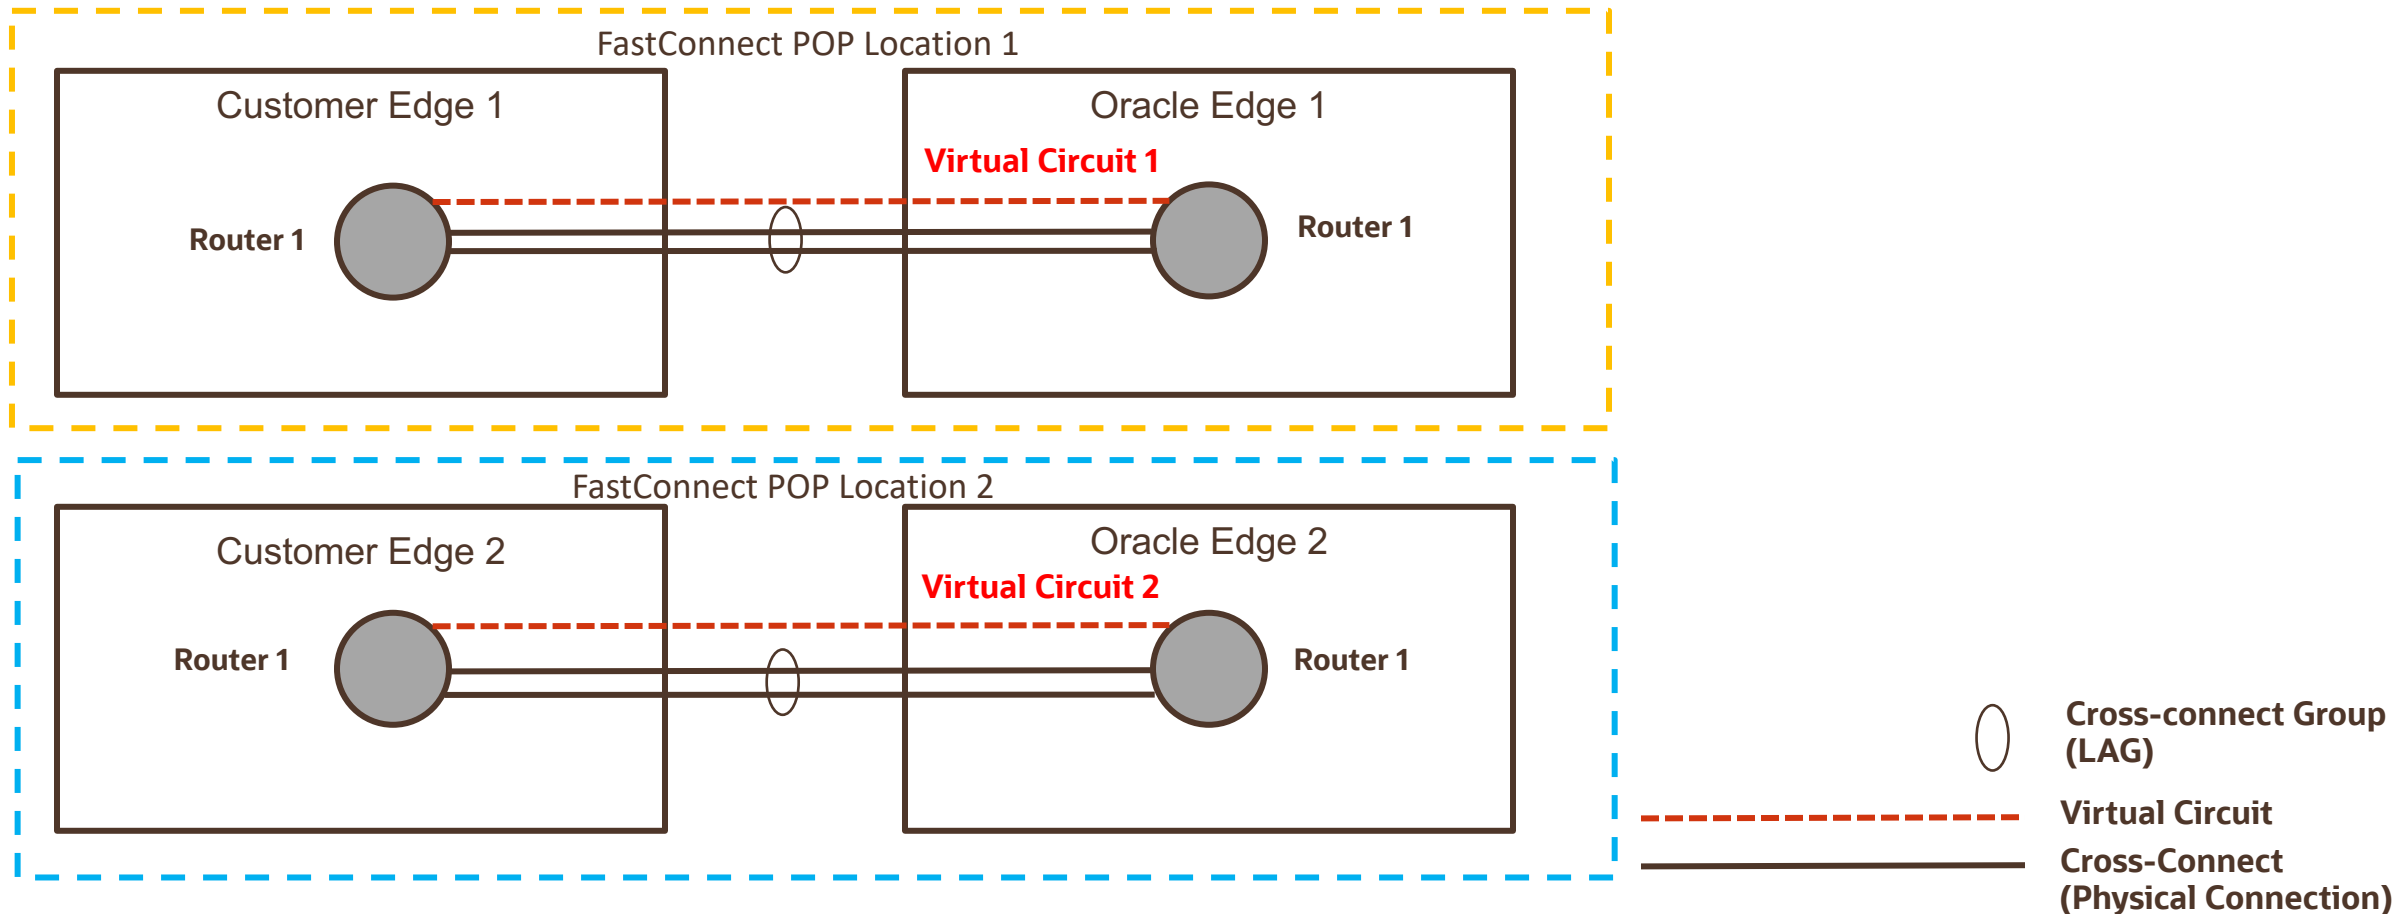 FastConnect POP Location 1
Customer Edge 1
Oracle Edge 1
Virtual Circuit 1
Router 1
Router 1
FastConnect POP Location 2
Customer Edge 2
Oracle Edge 2
Virtual Circuit 2
Router 1
Router 1
Cross-connect Group
(LAG)
Virtual Circuit
Cross-Connect
(Physical Connection)